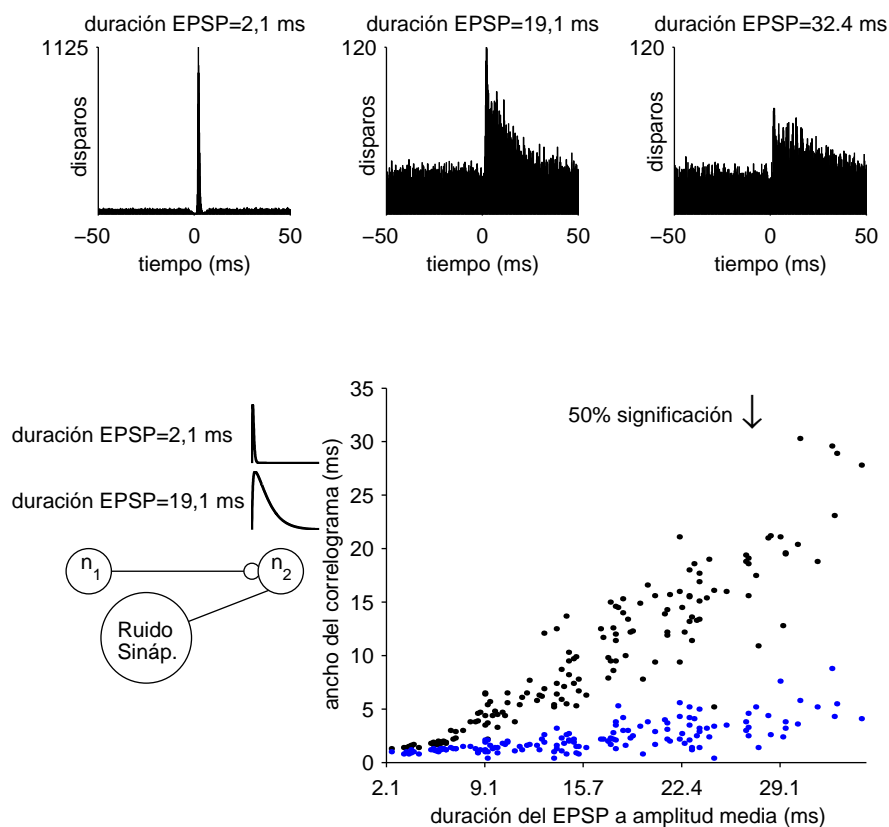 duración EPSP=2,1 ms
duración EPSP=19,1 ms
duración EPSP=32.4 ms
1125
disparos
−50
0
50
tiempo (ms)
120
disparos
−50
0
50
tiempo (ms)
120
disparos
−50
0
50
tiempo (ms)
duración EPSP=2,1 ms
duración EPSP=19,1 ms
n1
n2
Ruido
Sináp.
ancho del correlograma (ms)
35
30
25
20
15
10
5
0
50% significación
2.1
9.1
15.7
22.4
29.1
duración del EPSP a amplitud media (ms)